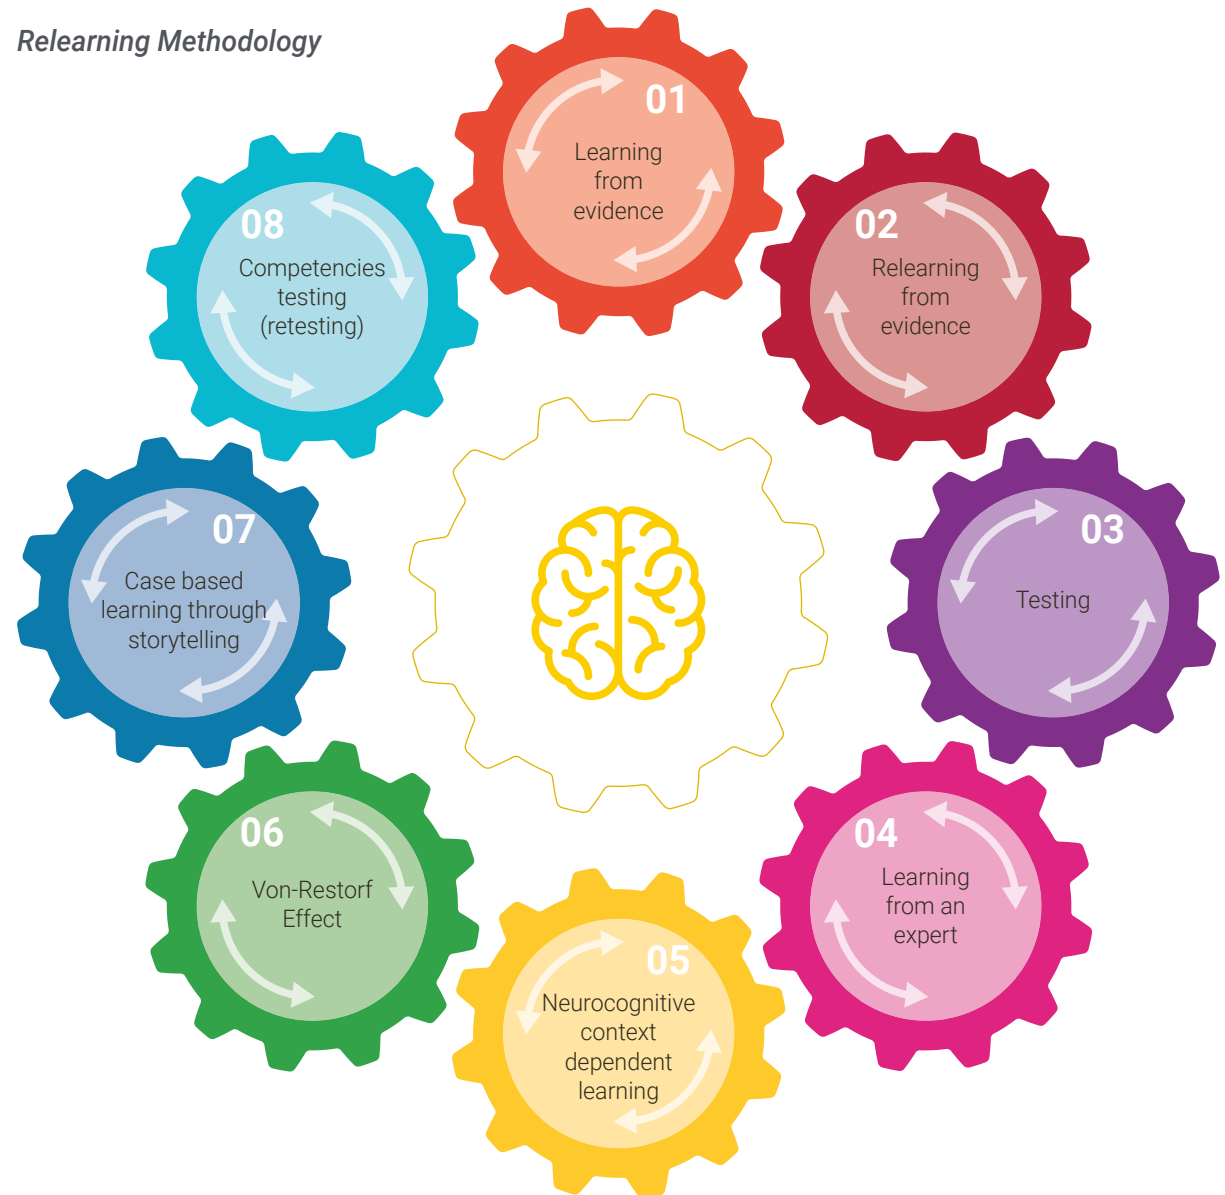 Relearning Methodology
01
Learning
from
evidence
02
Relearning
from
evidence
03
Testing
04
Learning
from an
expert
05
Neurocognitive
context
dependent
learning
06
Von-Restorf
Effect
07
Case based
learning through
storytelling
08
Competencies
testing
(retesting)